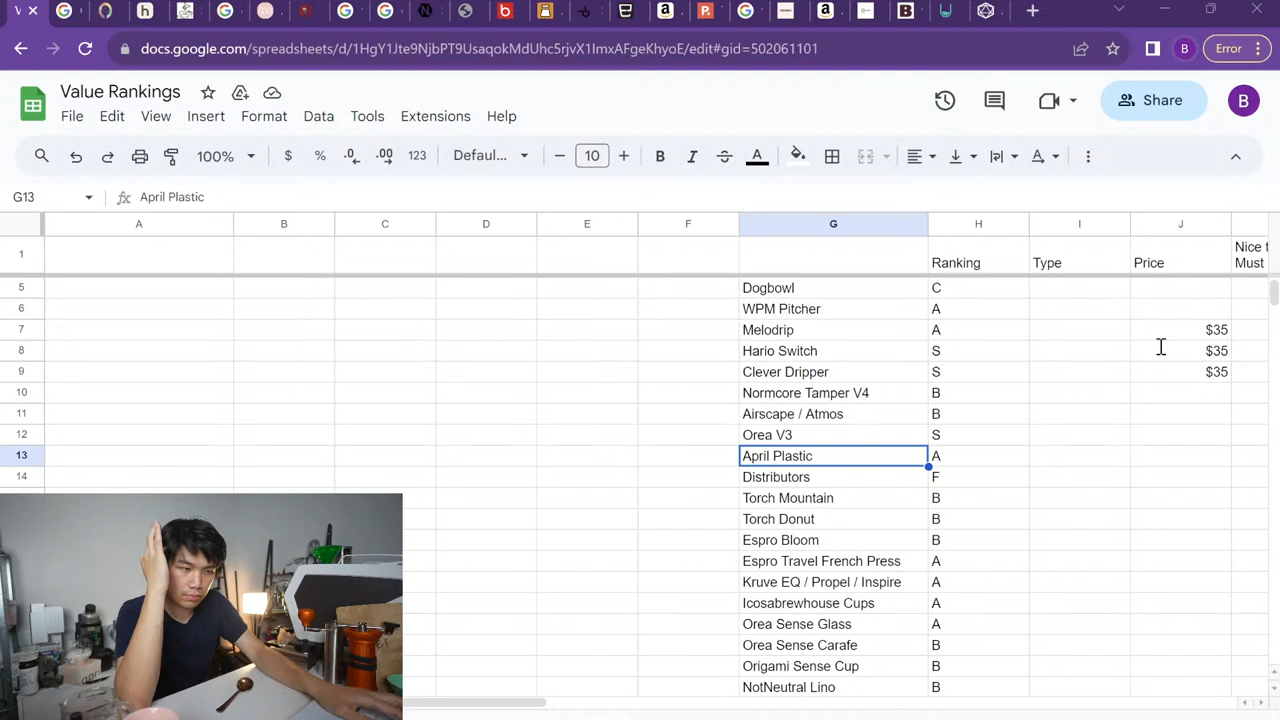 docs.google.com/spreadsheets/d/1HgY1Jte9NjbPT9UsaqokMdUhc5rjvX1ImxAFgeKhyoE/edit#gid=502061101
B
Error
Value Rankings
File Edit View Insert Format Data Tools Extensions Help
Share
B
100%
$ % .0 .00 123
Defaul...
10
B I A A
G13
fx April Plastic
A B C D E F G H I J
1 Ranking Type Price Nice t
Must
5 Dogbowl C
6 WPM Pitcher A
7 Melodrip A $35
8 Hario Switch S $35
9 Clever Dripper S $35
10 Normcore Tamper V4 B
11 Airscape / Atmos B
12 Orea V3 S
13 April Plastic A
14 Distributors F
Torch Mountain B
Torch Donut B
Espro Bloom B
Espro Travel French Press A
Kruve EQ / Propel / Inspire A
Icosabrewhouse Cups A
Orea Sense Glass A
Orea Sense Carafe B
Origami Sense Cup B
NotNeutral Lino B